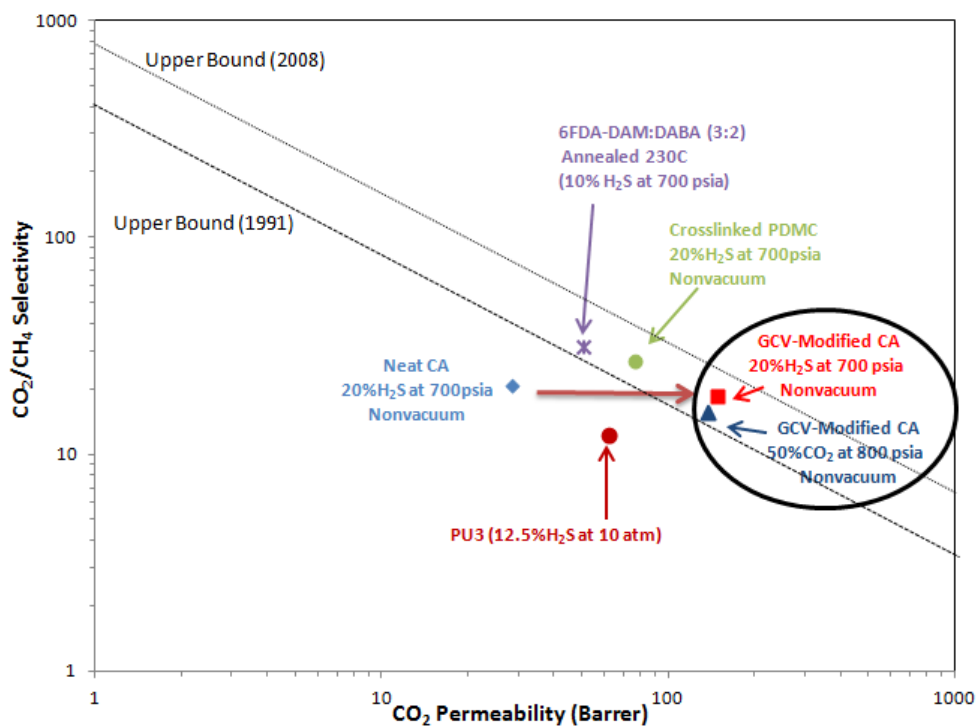 1000
100
10
1
CO₂/CH₄ Selectivity
Upper Bound (2008)
Upper Bound (1991)
6FDA-DAM:DABA (3:2)
Annealed 230C
(10% H₂S at 700 psia)
Crosslinked PDMC
20%H₂S at 700psia
Nonvacuum
Neat CA
20%H₂S at 700psia
Nonvacuum
GCV-Modified CA
20%H₂S at 700 psia
Nonvacuum
GCV-Modified CA
50%CO₂ at 800 psia
Nonvacuum
PU3 (12.5%H₂S at 10 atm)
1
10
100
1000
CO₂ Permeability (Barrer)